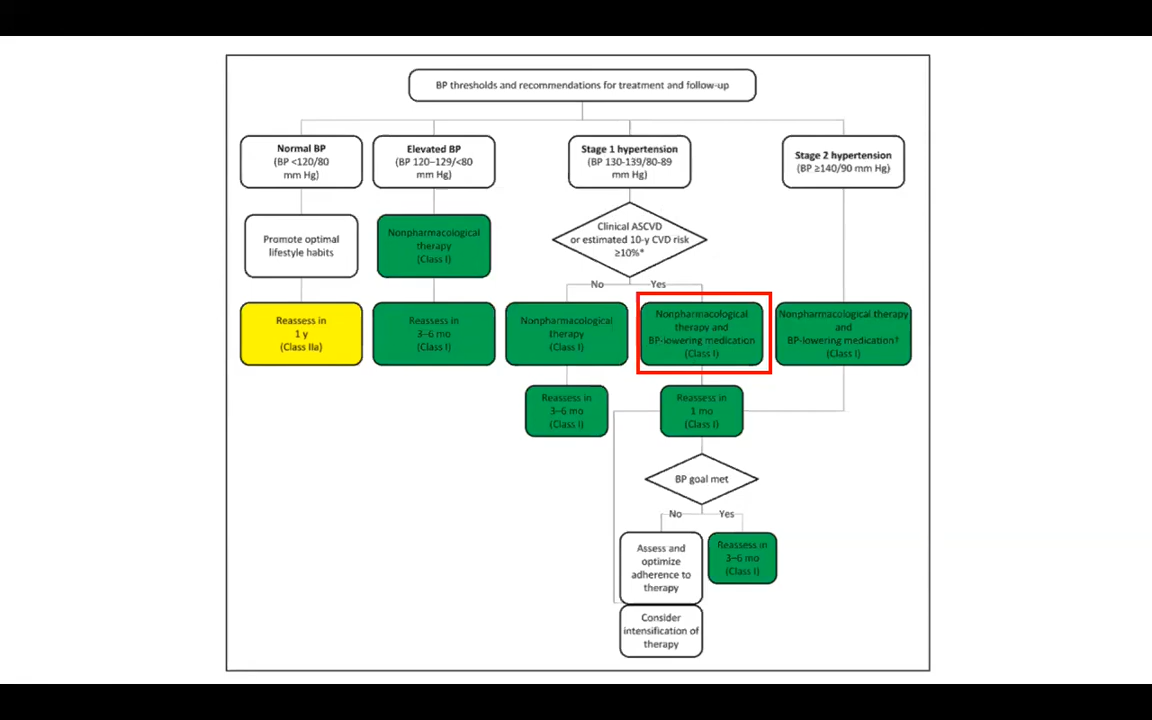 BP thresholds and recommendations for treatment and follow-up
Normal BP
(BP <120/80
mm Hg)
Elevated BP
(BP 120–129/<80
mm Hg)
Stage 1 hypertension
(BP 130-139/80-89
mm Hg)
Stage 2 hypertension
(BP ≥140/90 mm Hg)
Promote optimal
lifestyle habits
Nonpharmacological
therapy
(Class I)
Clinical ASCVD
or estimated 10-y CVD risk
≥10%*
No
Yes
Reassess in
1 y
(Class IIa)
Reassess in
3–6 mo
(Class I)
Nonpharmacological
therapy
(Class I)
Nonpharmacological
therapy and
BP-lowering medication
(Class I)
Nonpharmacological therapy
and
BP-lowering medication†
(Class I)
Reassess in
3–6 mo
(Class I)
Reassess in
1 mo
(Class I)
BP goal met
No
Yes
Assess and
optimize
adherence to
therapy
Reassess in
3–6 mo
(Class I)
Consider
intensification of
therapy